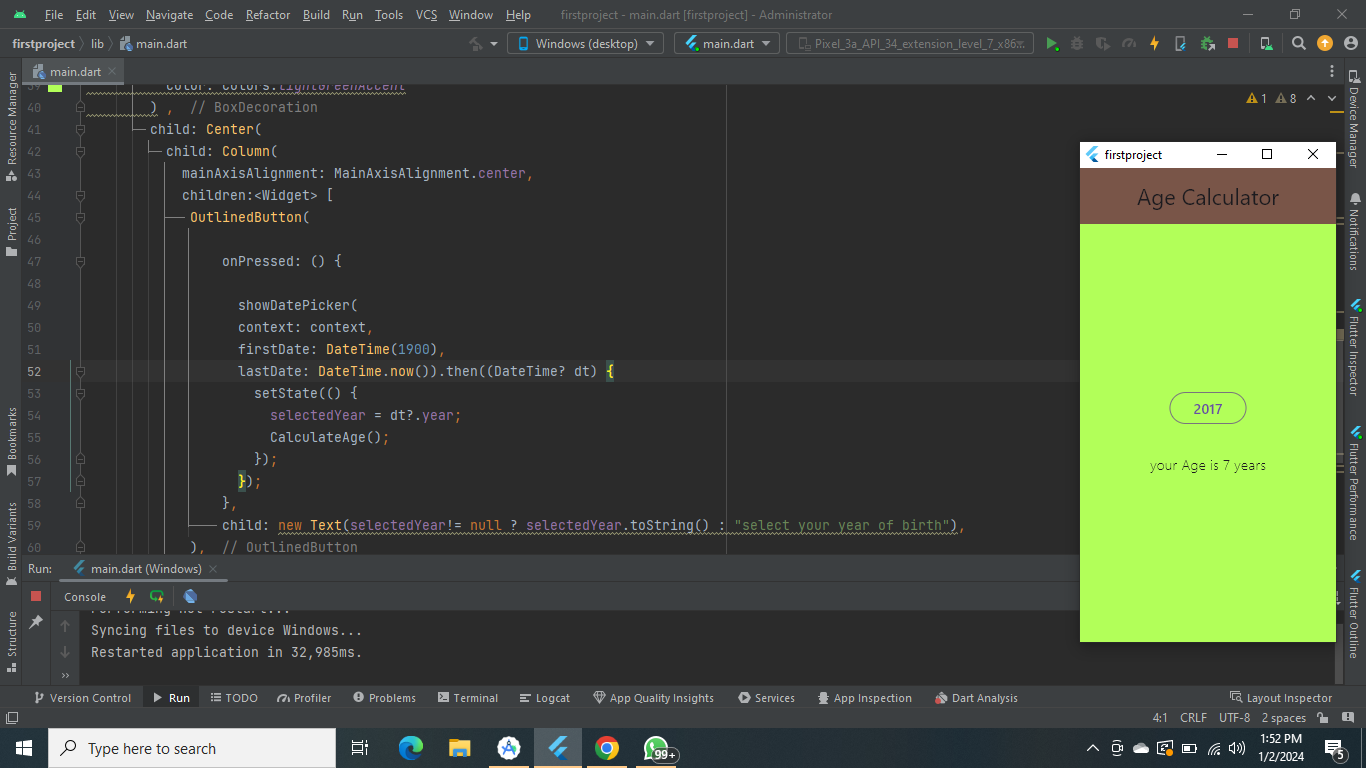 File Edit View Navigate Code Refactor Build Run Tools VCS Window Help firstproject - main.dart [firstproject] - Administrator
firstproject lib main.dart Windows (desktop) main.dart Pixel_3a_API_34_extension_level_7_x86...
main.dart
Resource Manager
Project
Bookmarks
Build Variants
Structure
39 color: Colors.lightGreenAccent
40 ) , // BoxDecoration
41 child: Center(
42 child: Column(
43 mainAxisAlignment: MainAxisAlignment.center,
44 children:<Widget> [
45 OutlinedButton(
46
47 onPressed: () {
48
49 showDatePicker(
50 context: context,
51 firstDate: DateTime(1900),
52 lastDate: DateTime.now()).then((DateTime? dt) {
53 setState(() {
54 selectedYear = dt?.year;
55 CalculateAge();
56 });
57 });
58 },
59 child: new Text(selectedYear!= null ? selectedYear.toString() : "select your year of birth"),
60 ), // OutlinedButton
1 8
firstproject
Age Calculator
2017
your Age is 7 years
Device Manager
Notifications
Flutter Inspector
Flutter Performance
Flutter Outline
Run: main.dart (Windows)
Console
Performing hot restart...
Syncing files to device Windows...
Restarted application in 32,985ms.
Version Control Run TODO Profiler Problems Terminal Logcat App Quality Insights Services App Inspection Dart Analysis Layout Inspector
4:1 CRLF UTF-8 2 spaces
Type here to search
99+
1:52 PM
1/2/2024
5